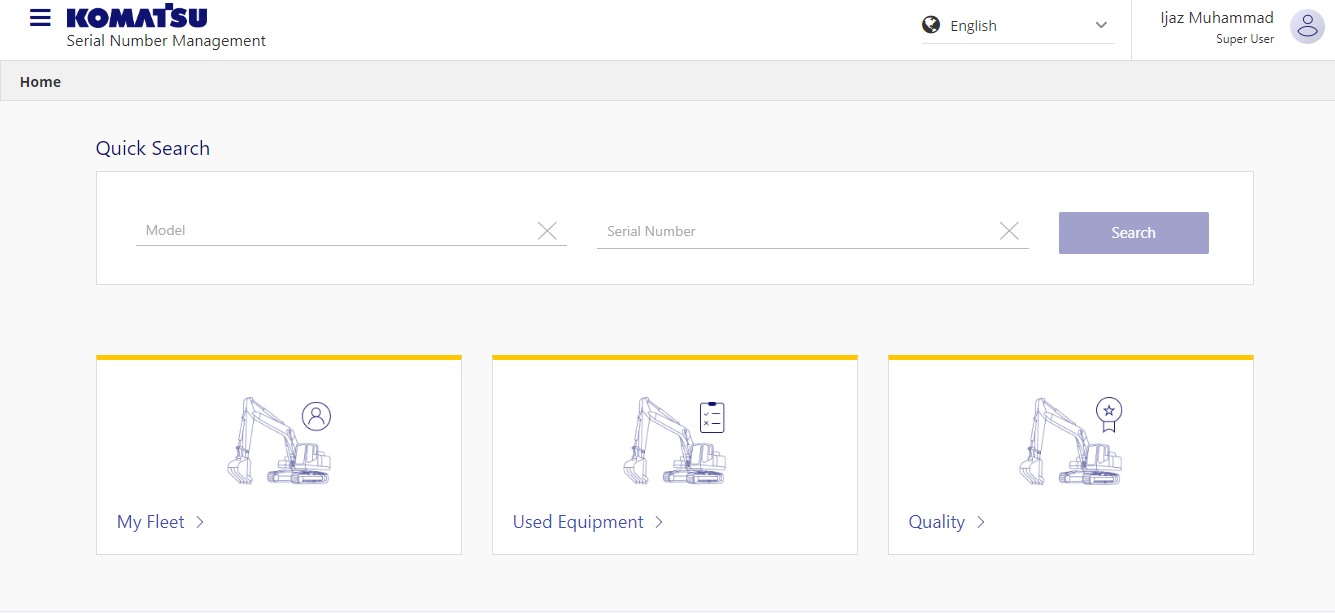 KOMATSU
Serial Number Management
English
Ijaz Muhammad
Super User
Home
Quick Search
Model
Serial Number
Search
My Fleet
Used Equipment
Quality